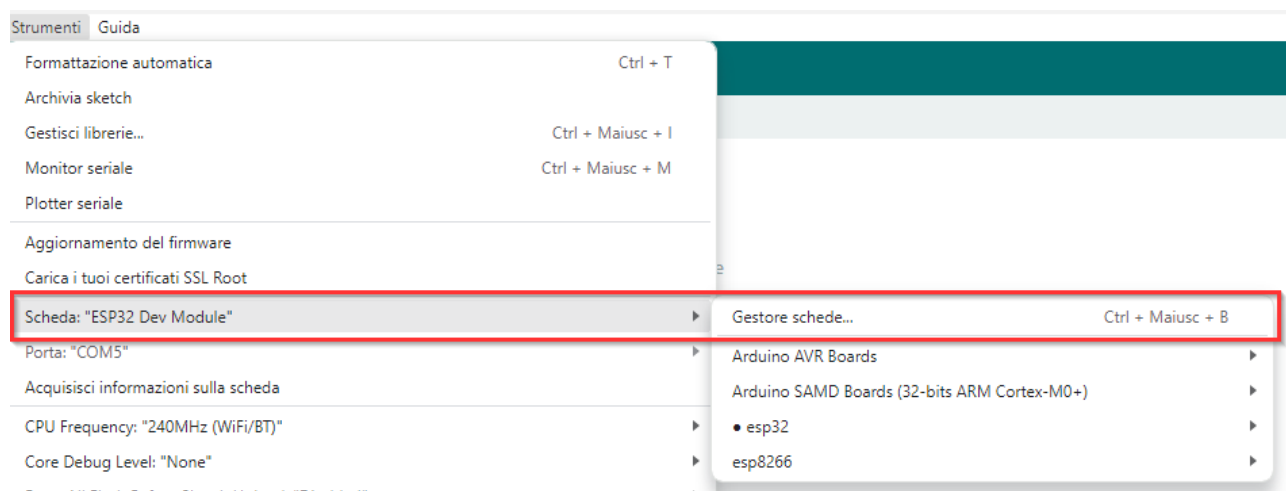 Strumenti Guida
Formattazione automatica Ctrl + T
Archivia sketch
Gestisci librerie... Ctrl + Maiusc + I
Monitor seriale Ctrl + Maiusc + M
Plotter seriale
Aggiornamento del firmware
Carica i tuoi certificati SSL Root
Scheda: "ESP32 Dev Module"
Porta: "COM5"
Acquisisci informazioni sulla scheda
CPU Frequency: "240MHz (WiFi/BT)"
Core Debug Level: "None"
e
Gestore schede... Ctrl + Maiusc + B
Arduino AVR Boards
Arduino SAMD Boards (32-bits ARM Cortex-M0+)
● esp32
esp8266